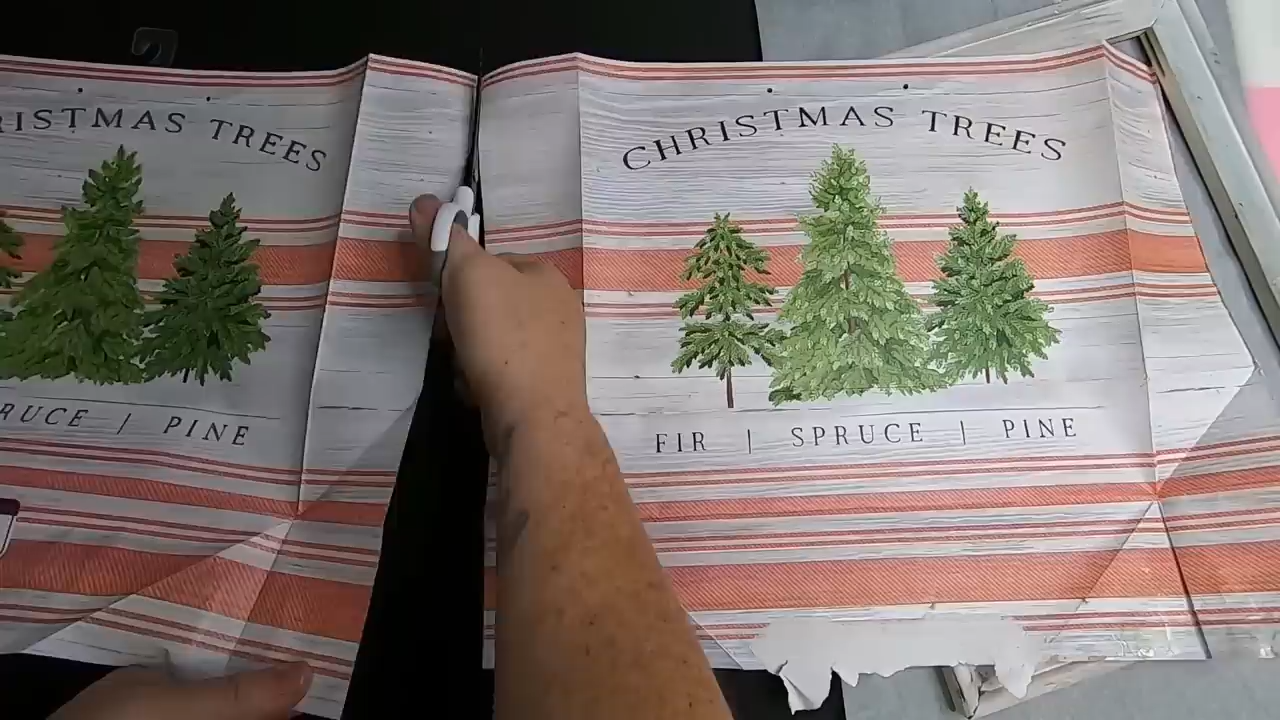 RISTMAS TREES
RUCE | PINE
CHRISTMAS TREES
FIR | SPRUCE | PINE